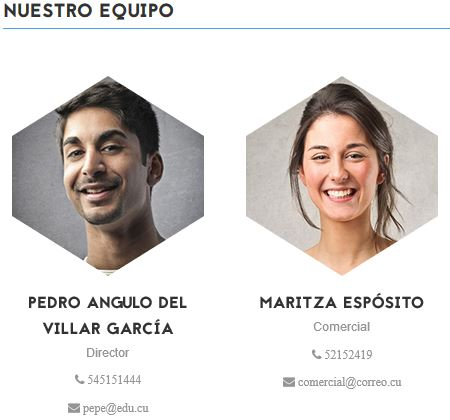 NUESTRO EQUIPO
PEDRO ANGULO DEL
VILLAR GARCÍA
Director
545151444
pepe@edu.cu
MARITZA ESPÓSITO
Comercial
52152419
comercial@correo.cu